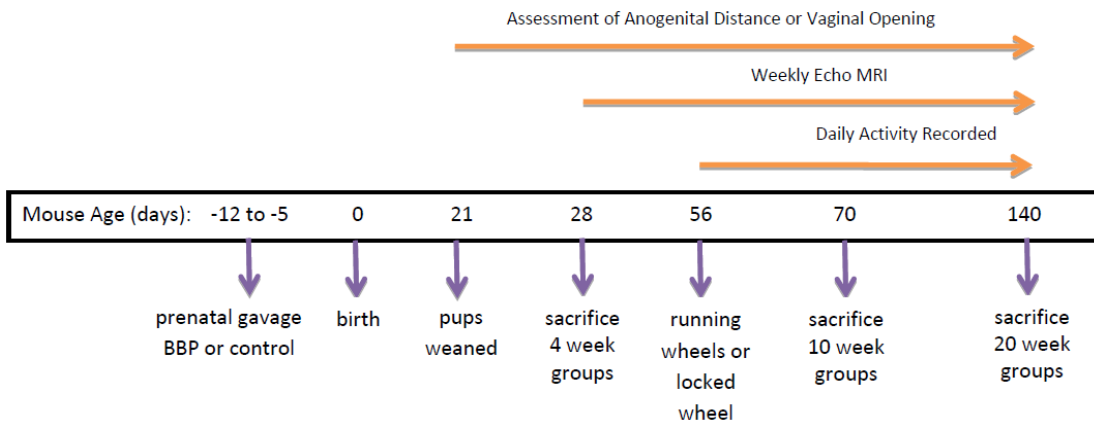 Assessment of Anogenital Distance or Vaginal Opening
Weekly Echo MRI
Daily Activity Recorded
Mouse Age (days): -12 to -5 0 21 28 56 70 140
prenatal gavage
BBP or control
birth
pups
weaned
sacrifice
4 week
groups
running
wheels or
locked
wheel
sacrifice
10 week
groups
sacrifice
20 week
groups